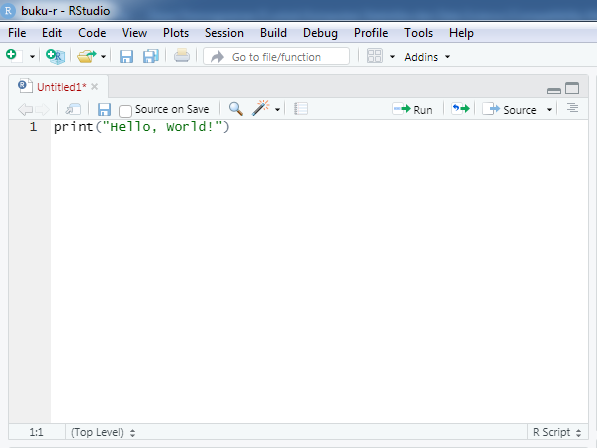 buku-r - RStudio
File Edit Code View Plots Session Build Debug Profile Tools Help
Go to file/function Addins
Untitled1*
Source on Save Run Source
1 print("Hello, World!")
1:1 (Top Level) R Script